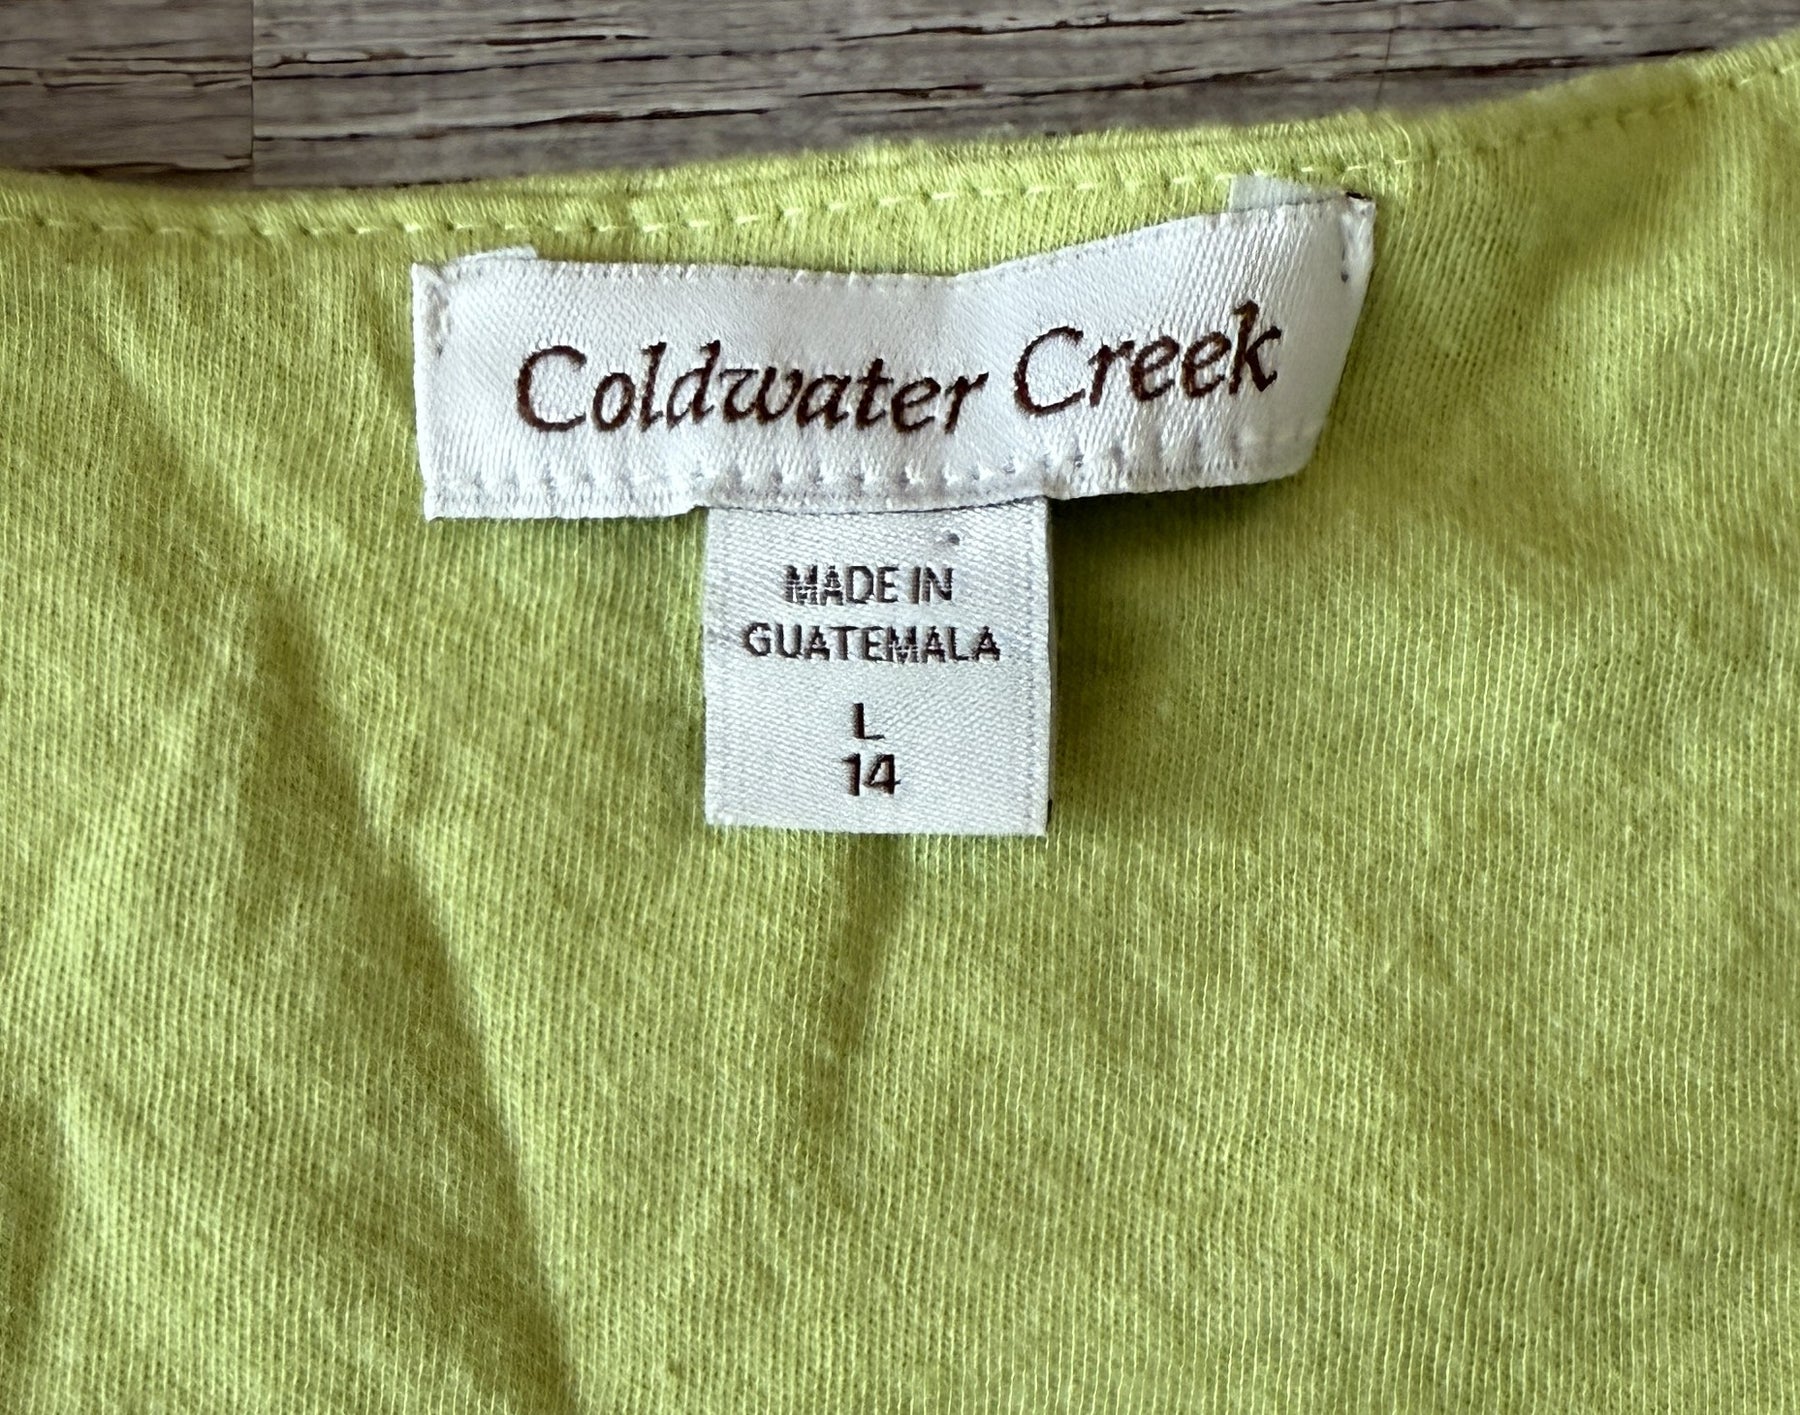 Coldwater Creek
MADE IN
GUATEMALA
L
14